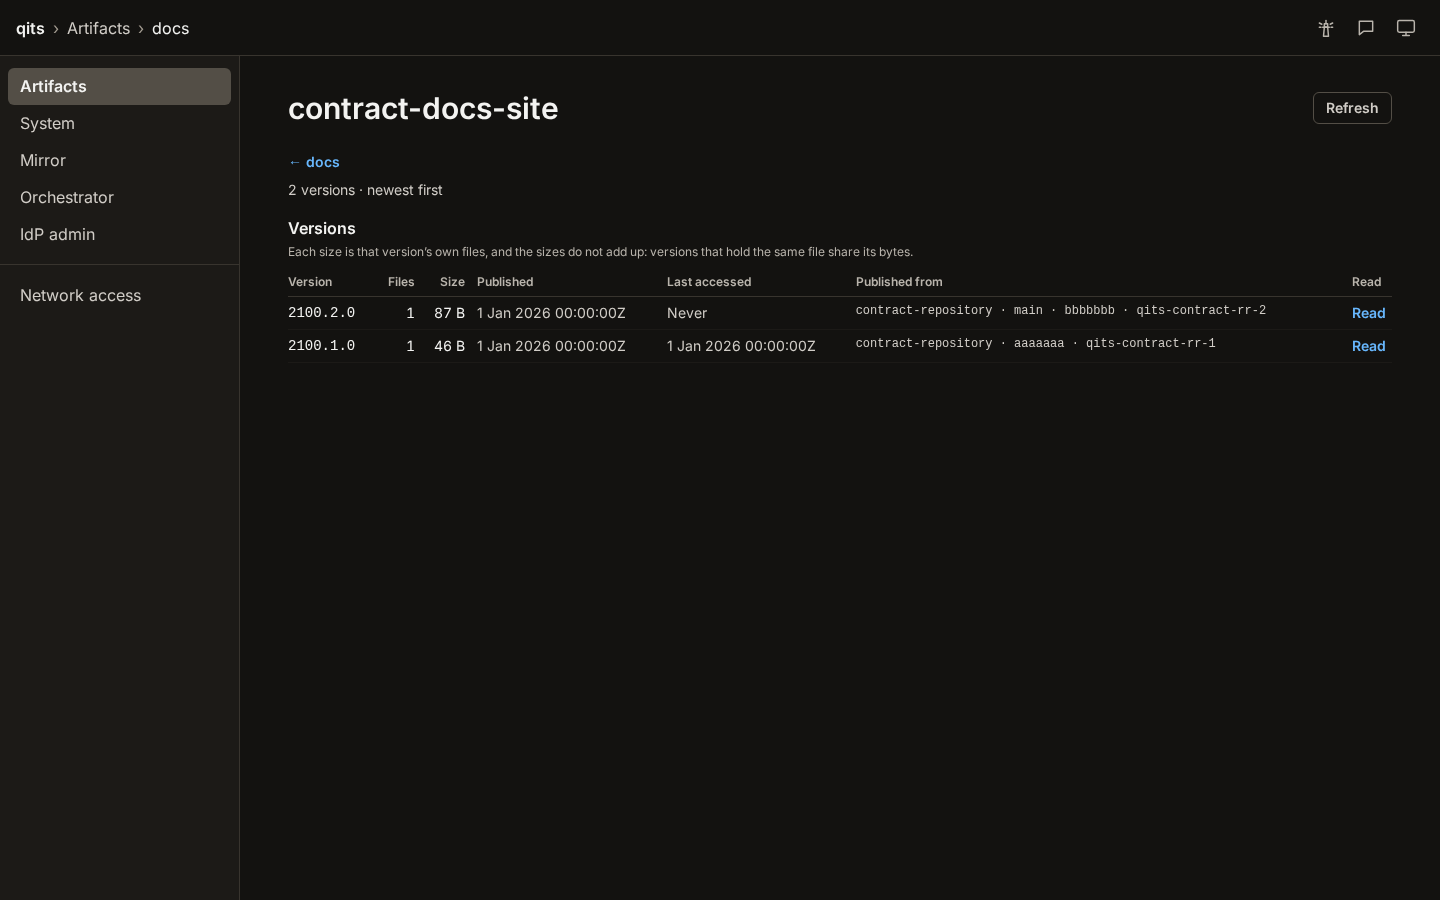 qits › Artifacts › docs
Artifacts
System
Mirror
Orchestrator
IdP admin
Network access
contract-docs-site
Refresh
← docs
2 versions · newest first
Versions
Each size is that version’s own files, and the sizes do not add up: versions that hold the same file share its bytes.
Version Files Size Published Last accessed Published from Read
2100.2.0 1 87 B 1 Jan 2026 00:00:00Z Never contract-repository · main · bbbbbbb · qits-contract-rr-2 Read
2100.1.0 1 46 B 1 Jan 2026 00:00:00Z 1 Jan 2026 00:00:00Z contract-repository · aaaaaaa · qits-contract-rr-1 Read